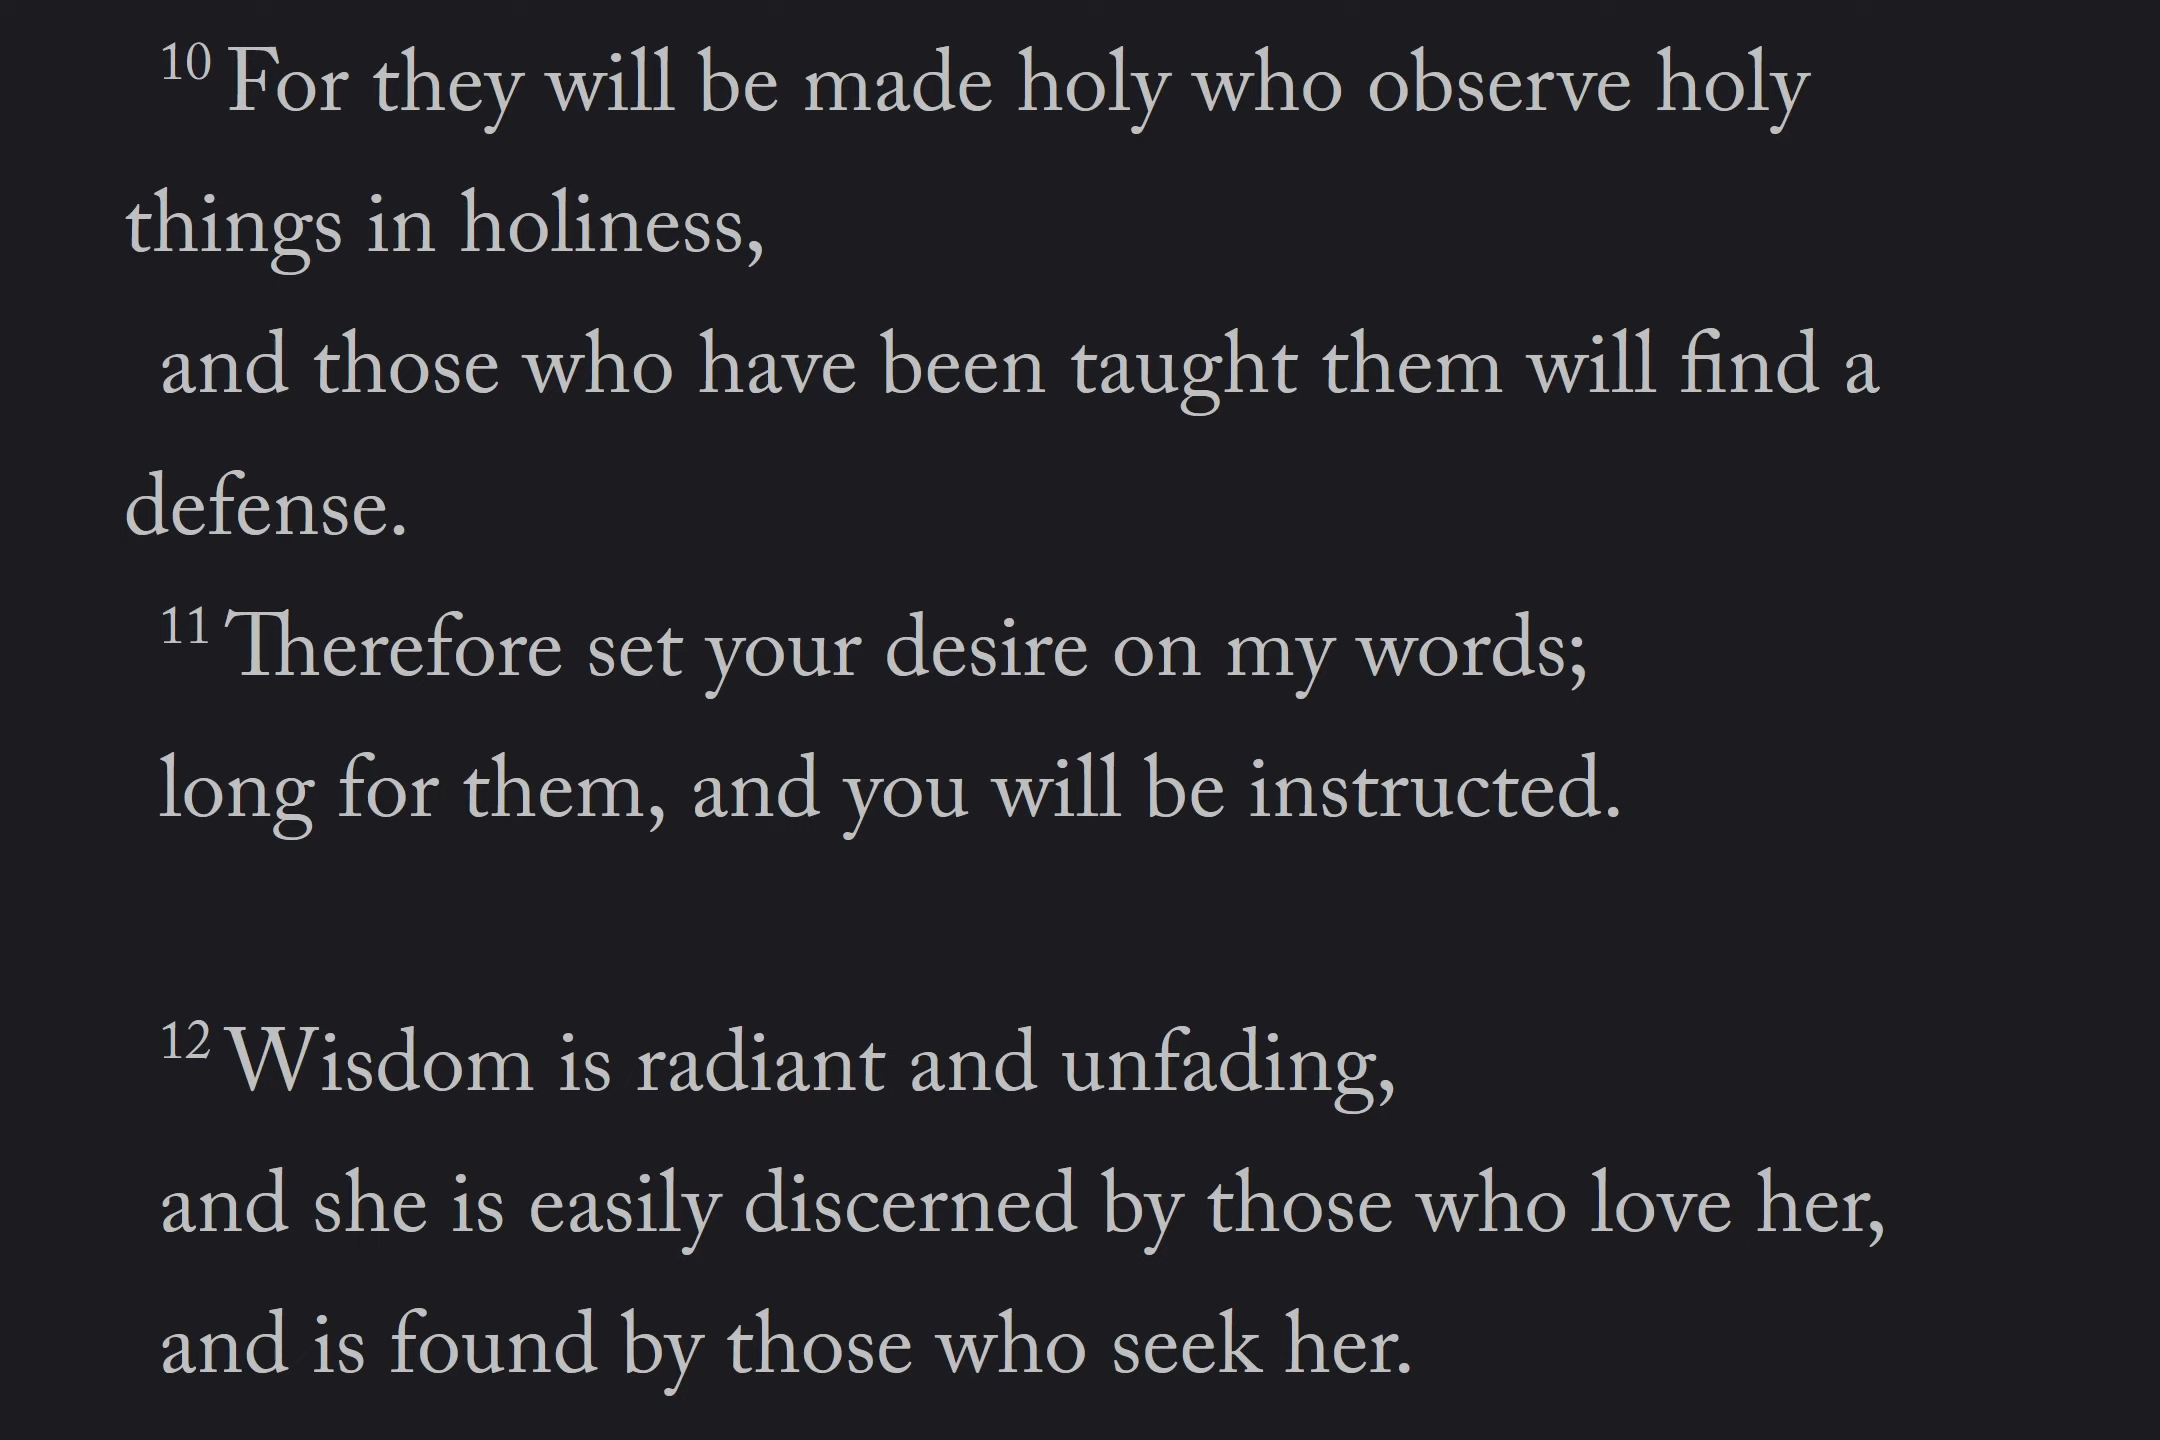 10 For they will be made holy who observe holy
things in holiness,
and those who have been taught them will find a
defense.
11 Therefore set your desire on my words;
long for them, and you will be instructed.
12 Wisdom is radiant and unfading,
and she is easily discerned by those who love her,
and is found by those who seek her.